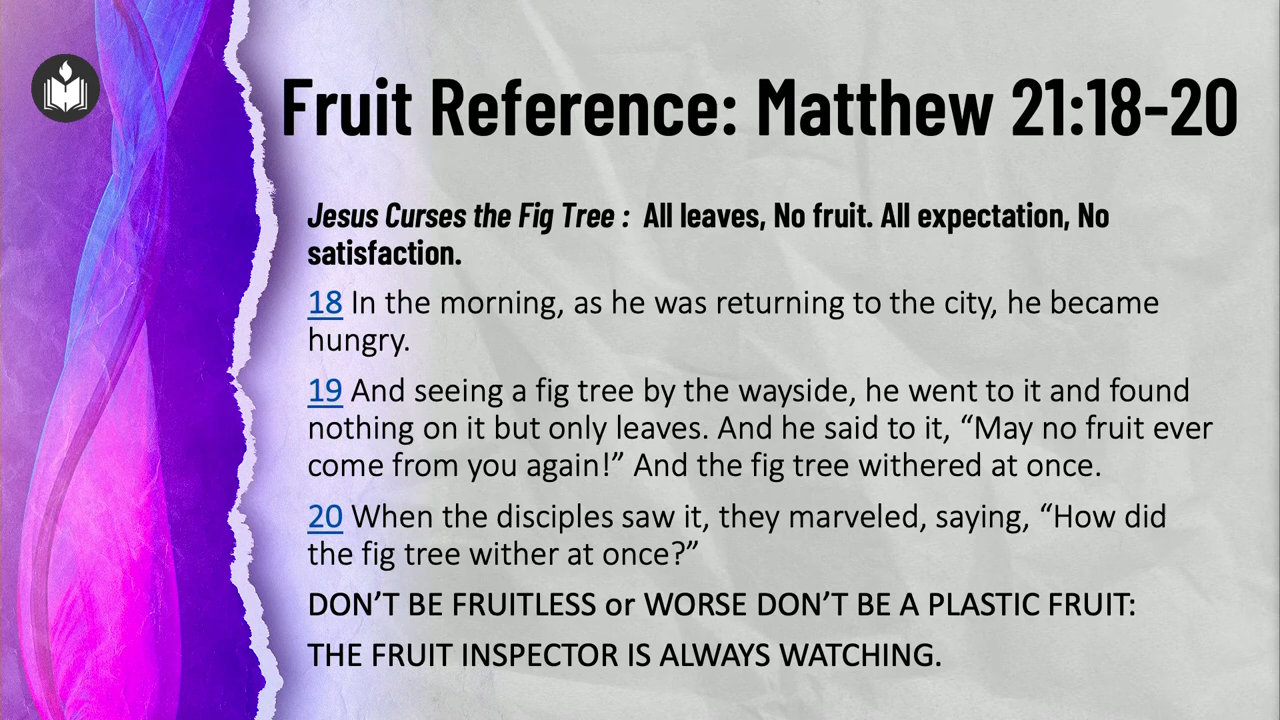 Fruit Reference: Matthew 21:18-20
Jesus Curses the Fig Tree :  All leaves, No fruit. All expectation, No
satisfaction.
18 In the morning, as he was returning to the city, he became
hungry.
19 And seeing a fig tree by the wayside, he went to it and found
nothing on it but only leaves. And he said to it, “May no fruit ever
come from you again!” And the fig tree withered at once.
20 When the disciples saw it, they marveled, saying, “How did
the fig tree wither at once?”
DON’T BE FRUITLESS or WORSE DON’T BE A PLASTIC FRUIT:
THE FRUIT INSPECTOR IS ALWAYS WATCHING.